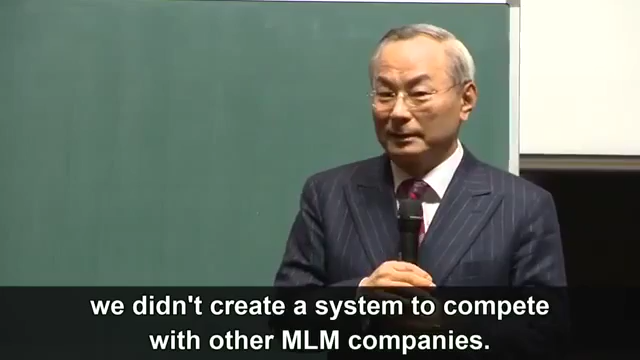 we didn't create a system to compete
with other MLM companies.